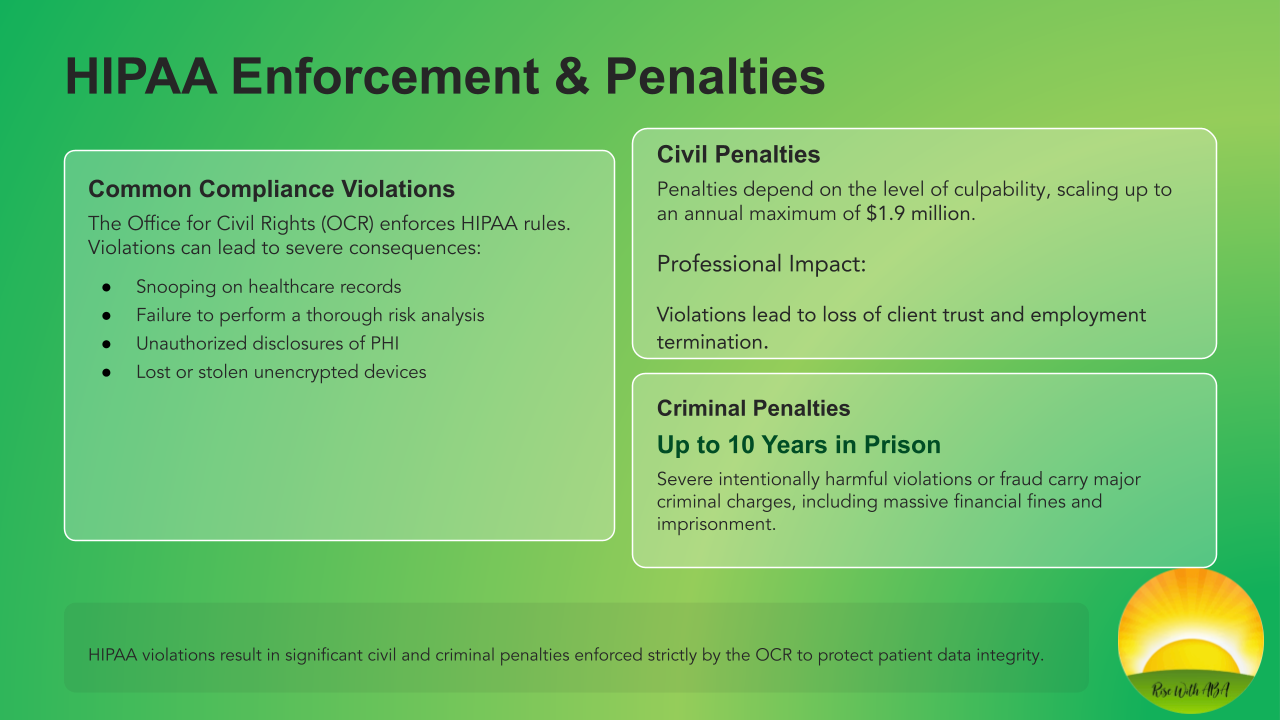 HIPAA Enforcement & Penalties
Common Compliance Violations
The Office for Civil Rights (OCR) enforces HIPAA rules.
Violations can lead to severe consequences:
● Snooping on healthcare records
● Failure to perform a thorough risk analysis
● Unauthorized disclosures of PHI
● Lost or stolen unencrypted devices
Civil Penalties
Penalties depend on the level of culpability, scaling up to
an annual maximum of $1.9 million.
Professional Impact:
Violations lead to loss of client trust and employment
termination.
Criminal Penalties
Up to 10 Years in Prison
Severe intentionally harmful violations or fraud carry major
criminal charges, including massive financial fines and
imprisonment.
HIPAA violations result in significant civil and criminal penalties enforced strictly by the OCR to protect patient data integrity.
Rise With ABA